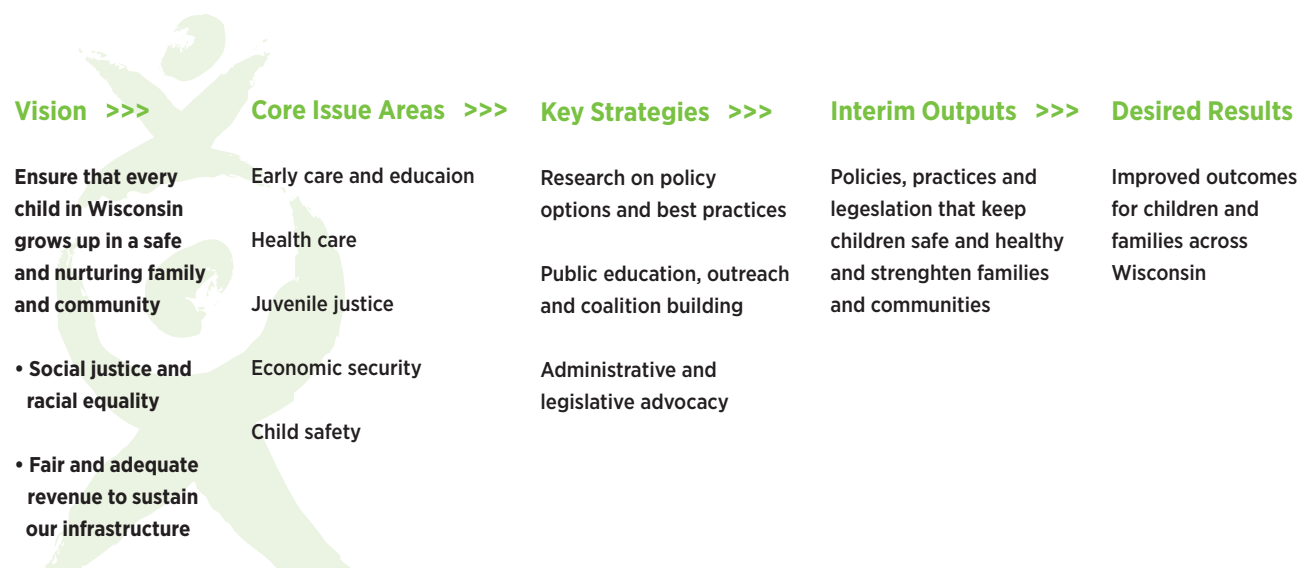 Vision >>>
Ensure that every
child in Wisconsin
grows up in a safe
and nurturing family
and community
• Social justice and
racial equality
• Fair and adequate
revenue to sustain
our infrastructure
Core Issue Areas >>>
Early care and educaion
Health care
Juvenile justice
Economic security
Child safety
Key Strategies >>>
Research on policy
options and best practices
Public education, outreach
and coalition building
Administrative and
legislative advocacy
Interim Outputs >>>
Policies, practices and
legeslation that keep
children safe and healthy
and strenghten families
and communities
Desired Results
Improved outcomes
for children and
families across
Wisconsin